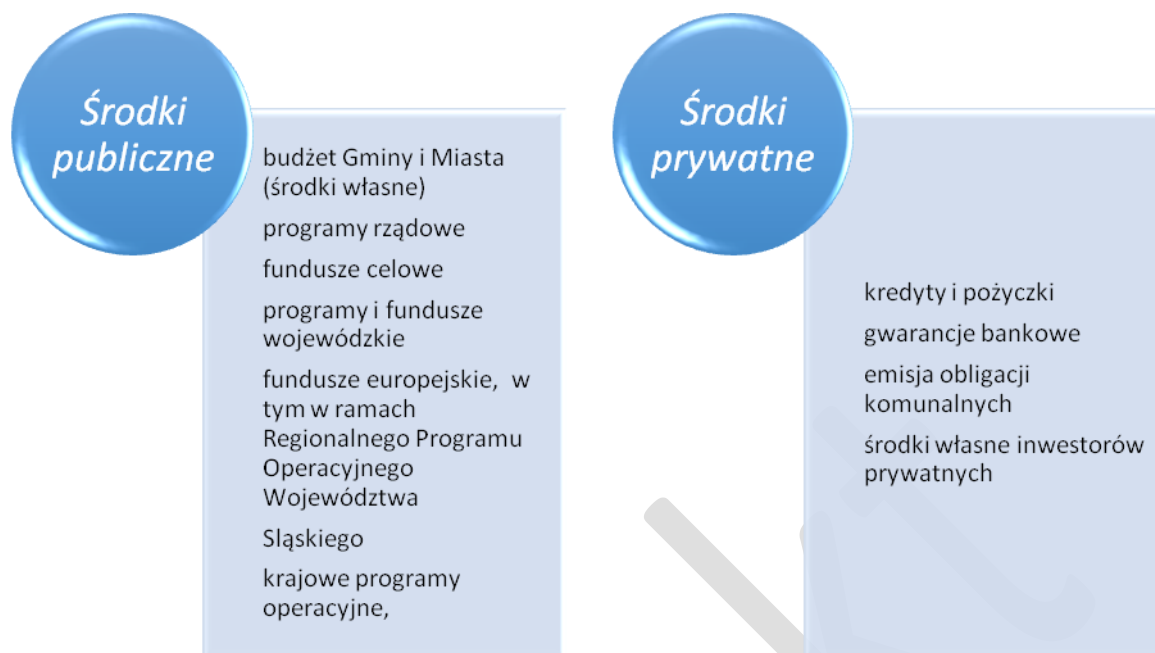 Środki
publiczne
budżet Gminy i Miasta
(środki własne)
programy rządowe
fundusze celowe
programy i fundusze
wojewódzkie
fundusze europejskie, w
tym w ramach
Regionalnego Programu
Operacyjnego
Województwa
Sląskiego
krajowe programy
operacyjne,
Środki
prywatne
kredyty i pożyczki
gwarancje bankowe
emisja obligacji
komunalnych
środki własne inwestorów
prywatnych